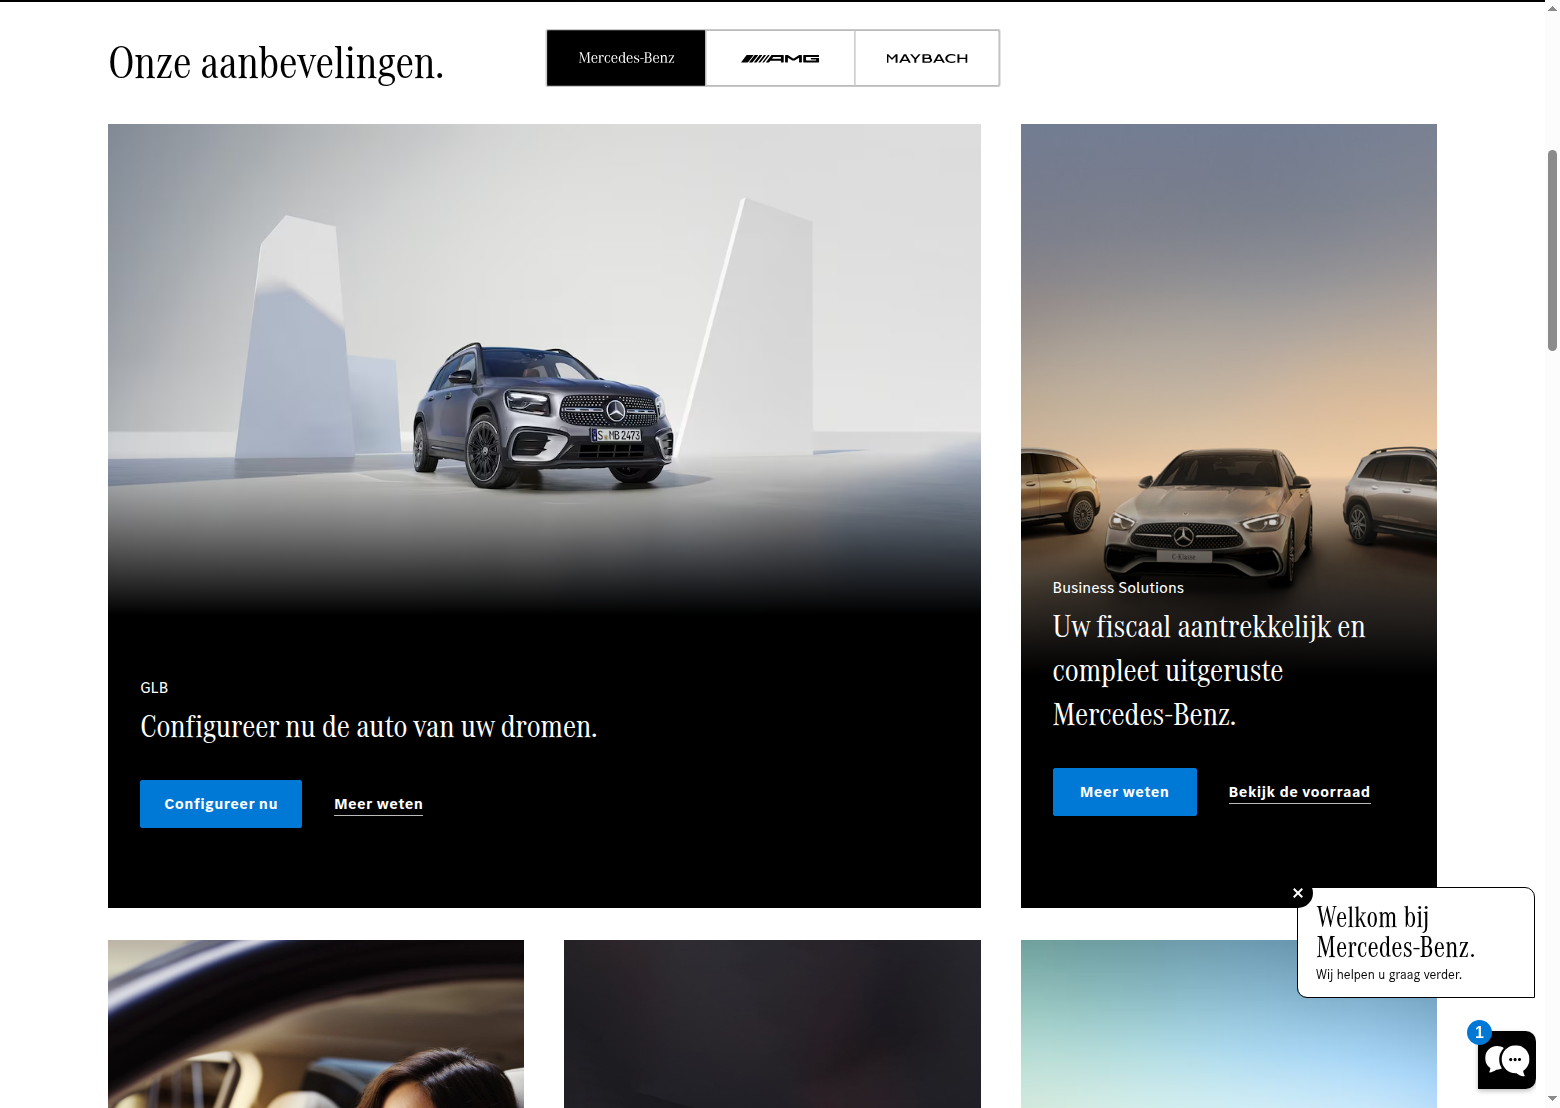 Onze aanbevelingen.
Mercedes-Benz
AMG
MAYBACH
S MB 2473
C-Klasse
GLB
Configureer nu de auto van uw dromen.
Configureer nu
Meer weten
Business Solutions
Uw fiscaal aantrekkelijk en
compleet uitgeruste
Mercedes-Benz.
Meer weten
Bekijk de voorraad
Welkom bij
Mercedes-Benz.
Wij helpen u graag verder.
1